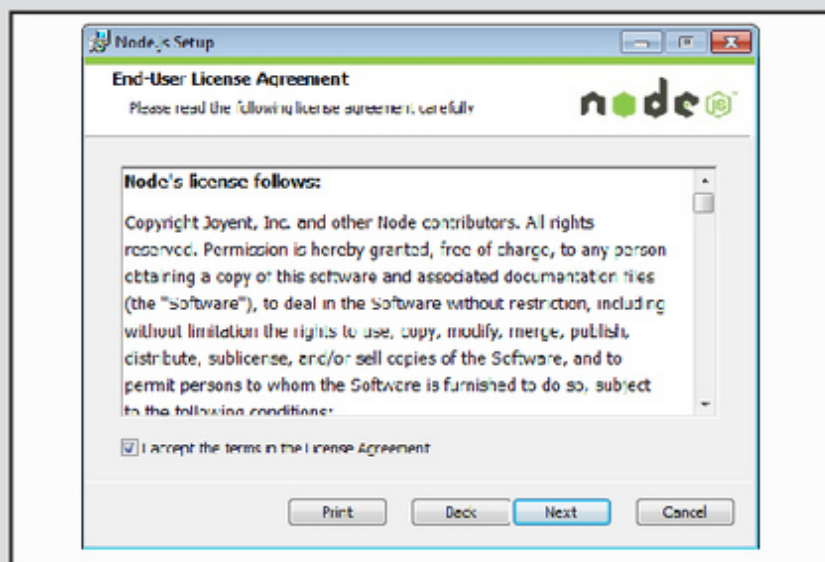 Node.js Setup
End-User License Agreement
Please read the following license agreement carefully
node JS
Node's license follows:
Copyright Joyent, Inc. and other Node contributors. All rights
reserved. Permission is hereby granted, free of charge, to any person
obtaining a copy of this software and associated documentation files
(the "Software"), to deal in the Software without restriction, including
without limitation the rights to use, copy, modify, merge, publish,
distribute, sublicense, and/or sell copies of the Software, and to
permit persons to whom the Software is furnished to do so, subject
to the following conditions:
I accept the terms in the License Agreement
Print Back Next Cancel